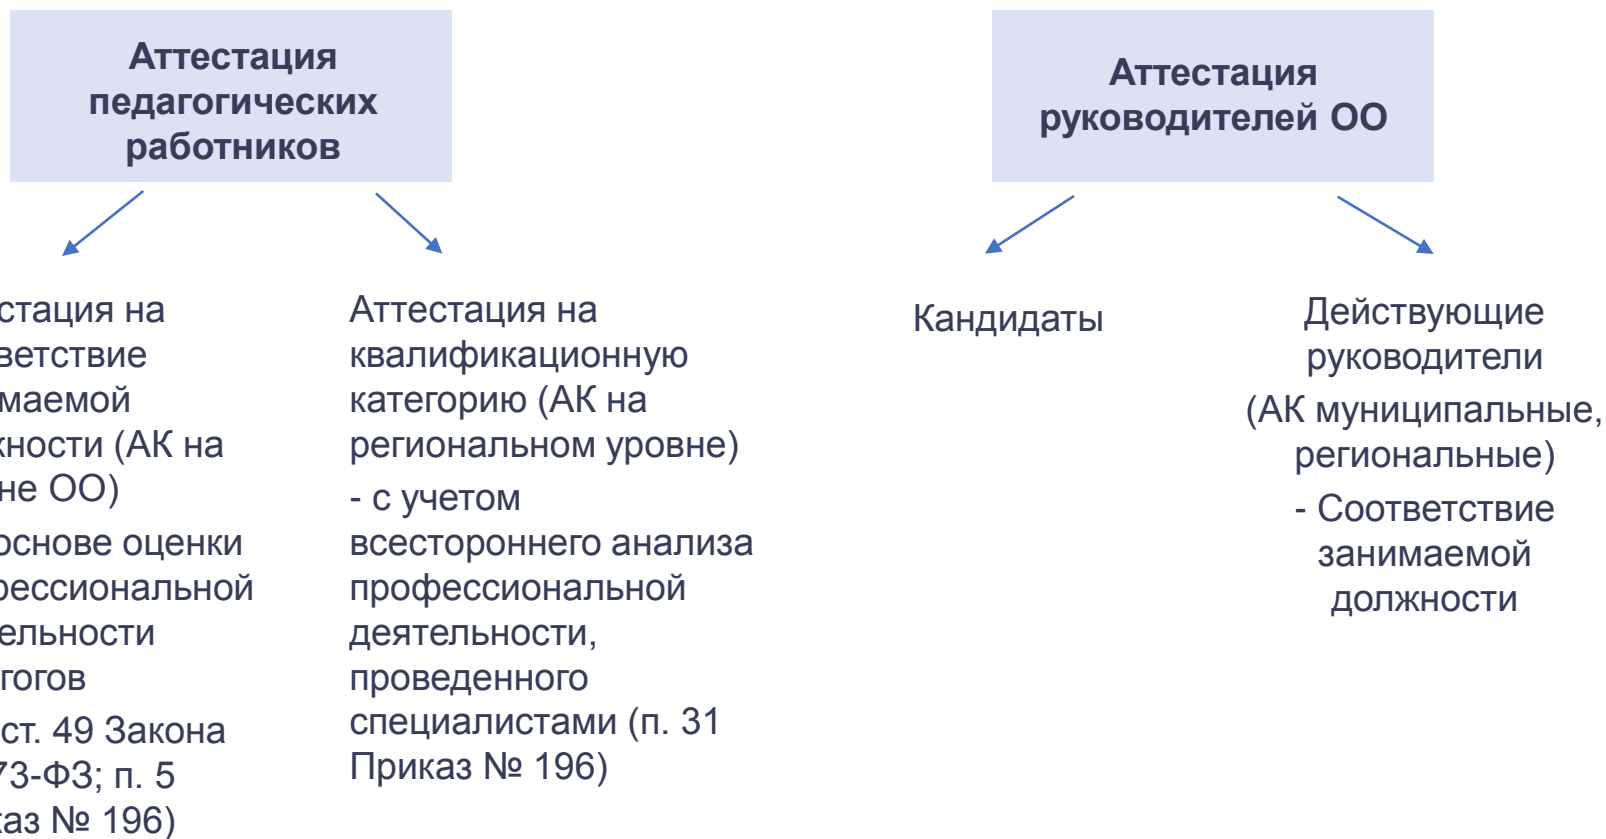 Аттестация
педагогических
работников
Аттестация
руководителей ОО
стация на
ветствие
маемой
жности (АК на
не ОО)
основе оценки
рессиональной
ельности
гогов
ст. 49 Закона
73-ФЗ; п. 5
каз № 196)
Аттестация на
квалификационную
категорию (АК на
региональном уровне)
- с учетом
всестороннего анализа
профессиональной
деятельности,
проведенного
специалистами (п. 31
Приказ № 196)
Кандидаты
Действующие
руководители
(АК муниципальные,
региональные)
- Соответствие
занимаемой
должности